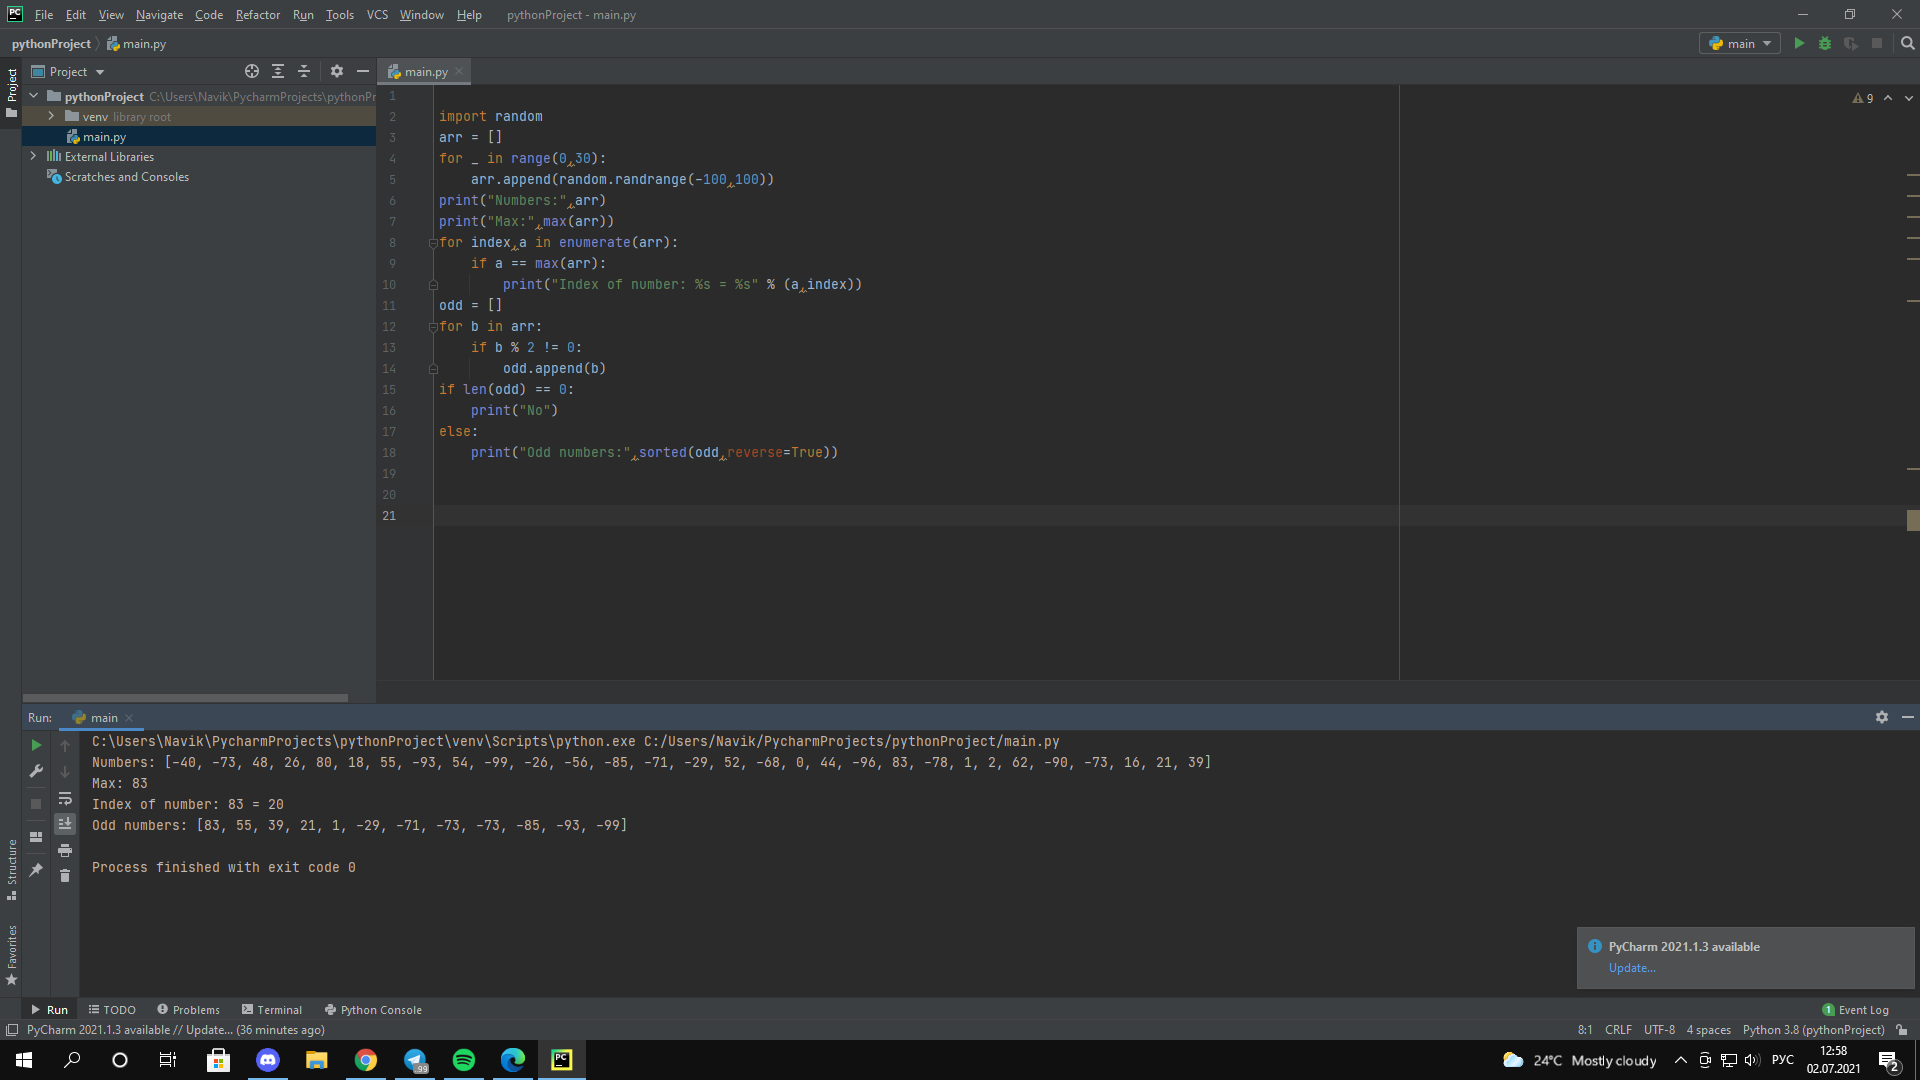 PC File Edit View Navigate Code Refactor Run Tools VCS Window Help pythonProject - main.py
pythonProject main.py main
Project
Project main.py
pythonProject C:\Users\Navik\PycharmProjects\pythonPr
venv library root
main.py
External Libraries
Scratches and Consoles
9
1
2 import random
3 arr = []
4 for _ in range(0,30):
5 arr.append(random.randrange(-100,100))
6 print("Numbers:",arr)
7 print("Max:",max(arr))
8 for index,a in enumerate(arr):
9 if a == max(arr):
10 print("Index of number: %s = %s" % (a,index))
11 odd = []
12 for b in arr:
13 if b % 2 != 0:
14 odd.append(b)
15 if len(odd) == 0:
16 print("No")
17 else:
18 print("Odd numbers:",sorted(odd,reverse=True))
19
20
21
Run: main
C:\Users\Navik\PycharmProjects\pythonProject\venv\Scripts\python.exe C:/Users/Navik/PycharmProjects/pythonProject/main.py
Numbers: [-40, -73, 48, 26, 80, 18, 55, -93, 54, -99, -26, -56, -85, -71, -29, 52, -68, 0, 44, -96, 83, -78, 1, 2, 62, -90, -73, 16, 21, 39]
Max: 83
Index of number: 83 = 20
Odd numbers: [83, 55, 39, 21, 1, -29, -71, -73, -73, -85, -93, -99]
Process finished with exit code 0
Structure
Favorites
PyCharm 2021.1.3 available
Update...
Run TODO Problems Terminal Python Console 1 Event Log
PyCharm 2021.1.3 available // Update... (36 minutes ago) 8:1 CRLF UTF-8 4 spaces Python 3.8 (pythonProject)
99 PC 24°C Mostly cloudy РУС 12:58
02.07.2021 2